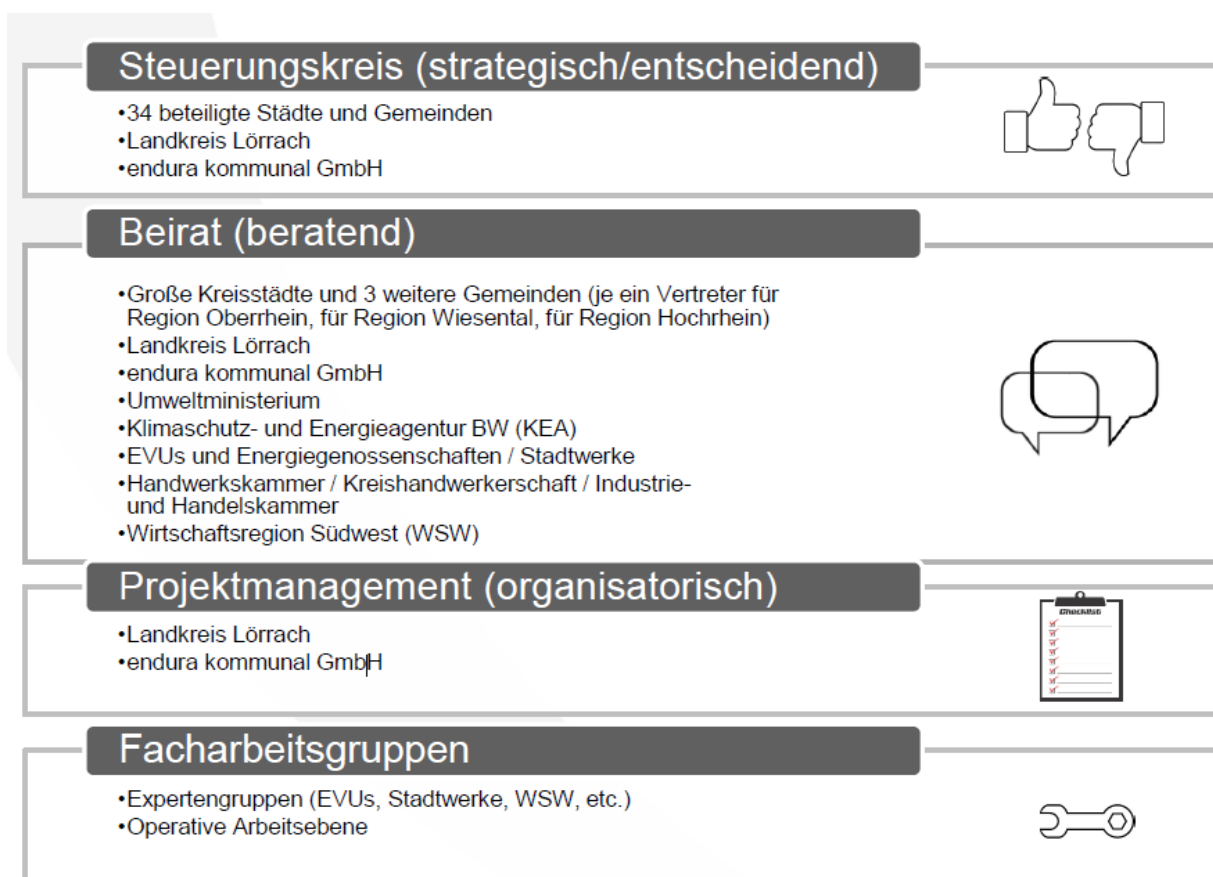 Steuerungskreis (strategisch/entscheidend)
•34 beteiligte Städte und Gemeinden
•Landkreis Lörrach
•endura kommunal GmbH
Beirat (beratend)
•Große Kreisstädte und 3 weitere Gemeinden (je ein Vertreter für
Region Oberrhein, für Region Wiesental, für Region Hochrhein)
•Landkreis Lörrach
•endura kommunal GmbH
•Umweltministerium
•Klimaschutz- und Energieagentur BW (KEA)
•EVUs und Energiegenossenschaften / Stadtwerke
•Handwerkskammer / Kreishandwerkerschaft / Industrie-
und Handelskammer
•Wirtschaftsregion Südwest (WSW)
Projektmanagement (organisatorisch)
Checklist
•Landkreis Lörrach
•endura kommunal GmbH
Facharbeitsgruppen
•Expertengruppen (EVUs, Stadtwerke, WSW, etc.)
•Operative Arbeitsebene